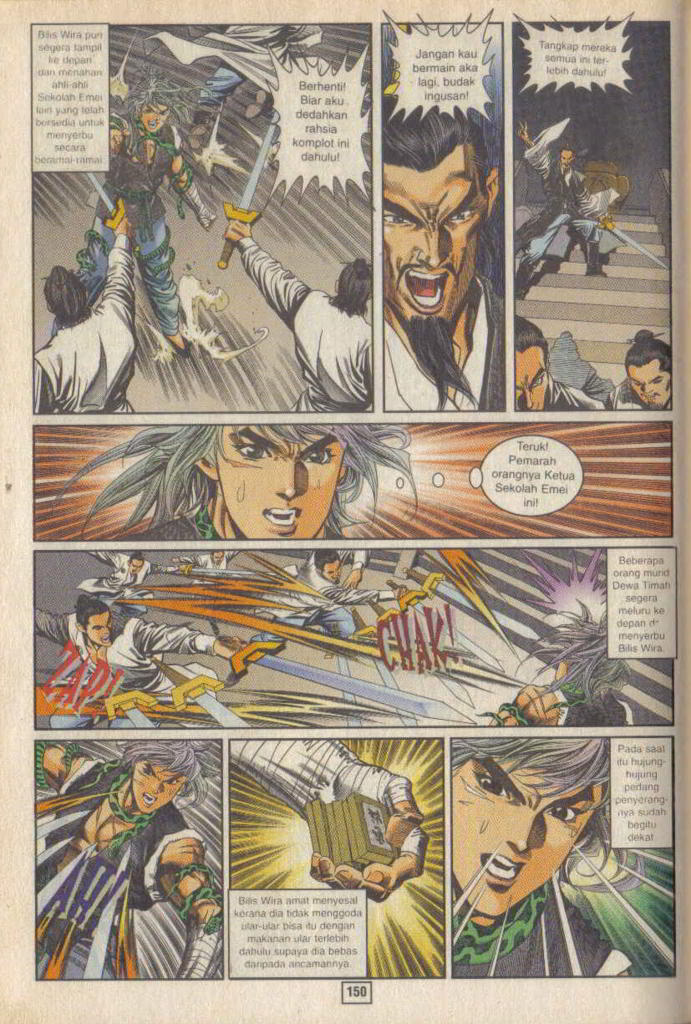 Bilis Wira pun
segera tampil
ke depan
dan menahan
ahli-ahli
Sekolah Emei
lain yang telah
bersedia untuk
menyerbu
secara
beramai-ramai.
Berhenti!
Biar aku
dedahkan
rahsia
komplot ini
dahulu!
Jangan kau
bermain aka
lagi, budak
ingusan!
Tangkap mereka
semua ini ter-
lebih dahulu!
Teruk!
Pemarah
orangnya Ketua
Sekolah Emei
ini!
Beberapa
orang murid
Dewa Timah
segera
meluru ke
depan
menyerbu
Bilis Wira.
ZAP!
CHAK!
Pada saat
itu hujung-
hujung
pedang
penyerang-
nya sudah
begitu
dekat
AH!
Bilis Wira amat menyesal
kerana dia tidak menggoda
ular-ular bisa itu dengan
makanan ular terlebih
dahulu supaya dia bebas
daripada ancamannya.
150